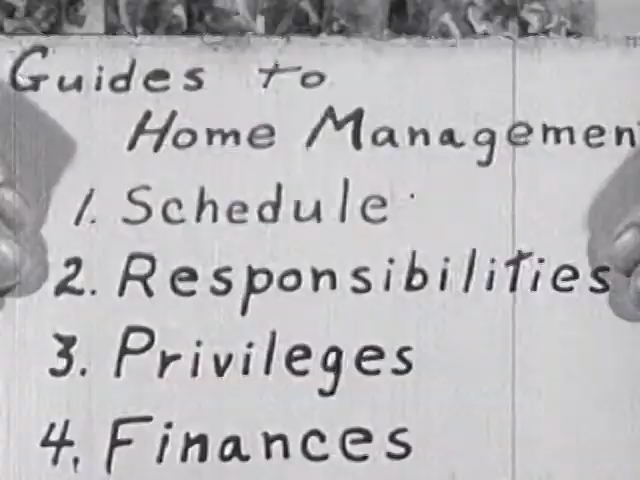 Guides to
Home Managemen
1. Schedule
2. Responsibilities
3. Privileges
4. Finances